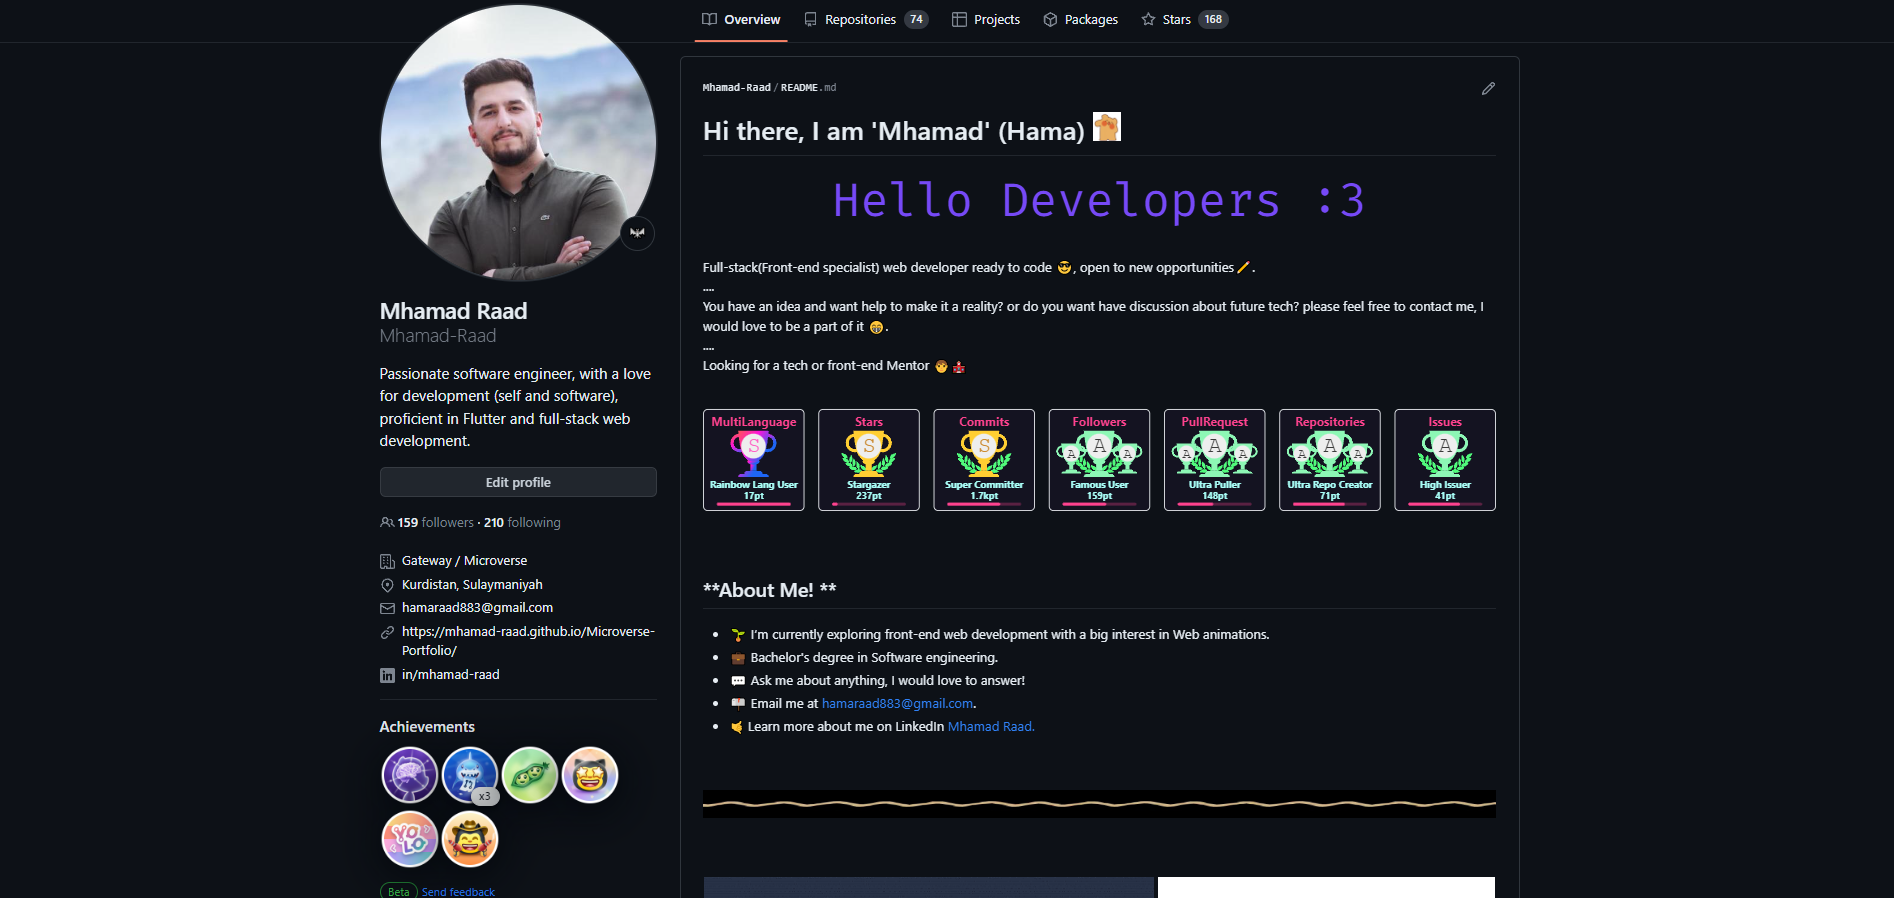 Overview
Repositories 74
Projects
Packages
Stars 168
Mhamad Raad
Mhamad-Raad
Passionate software engineer, with a love
for development (self and software),
proficient in Flutter and full-stack web
development.
Edit profile
159 followers · 210 following
Gateway / Microverse
Kurdistan, Sulaymaniyah
hamaraad883@gmail.com
https://mhamad-raad.github.io/Microverse-
Portfolio/
in/mhamad-raad
Achievements
x3
YOLO
Beta Send feedback
Mhamad-Raad / README.md
Hi there, I am 'Mhamad' (Hama)
Hello Developers :3
Full-stack(Front-end specialist) web developer ready to code 😎, open to new opportunities🖊.
....
You have an idea and want help to make it a reality? or do you want have discussion about future tech? please feel free to contact me, I
would love to be a part of it 😁.
....
Looking for a tech or front-end Mentor
MultiLanguage
S
Rainbow Lang User
17pt
Stars
S
Stargazer
237pt
Commits
S
Super Committer
1.7kpt
Followers
A A A
Famous User
159pt
PullRequest
A A A
Ultra Puller
148pt
Repositories
A A A
Ultra Repo Creator
71pt
Issues
A
High Issuer
41pt
**About Me! **
• 🌱 I'm currently exploring front-end web development with a big interest in Web animations.
• 💼 Bachelor's degree in Software engineering.
• 💬 Ask me about anything, I would love to answer!
• 📫 Email me at hamaraad883@gmail.com.
• 🤙 Learn more about me on LinkedIn Mhamad Raad.